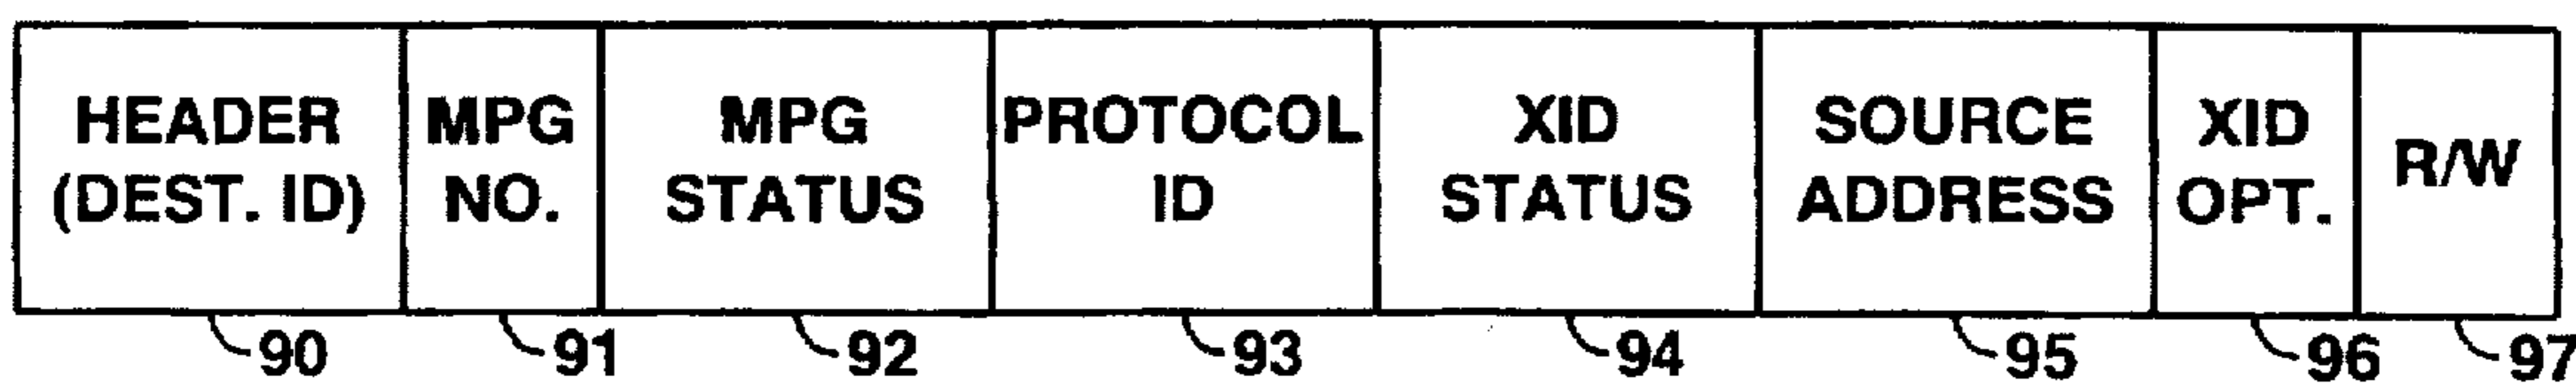 HEADER
(DEST. ID)
MPG
NO.
MPG
STATUS
PROTOCOL
ID
XID
STATUS
SOURCE
ADDRESS
XID
OPT.
R/W
90
91
92
93
94
95
96
97